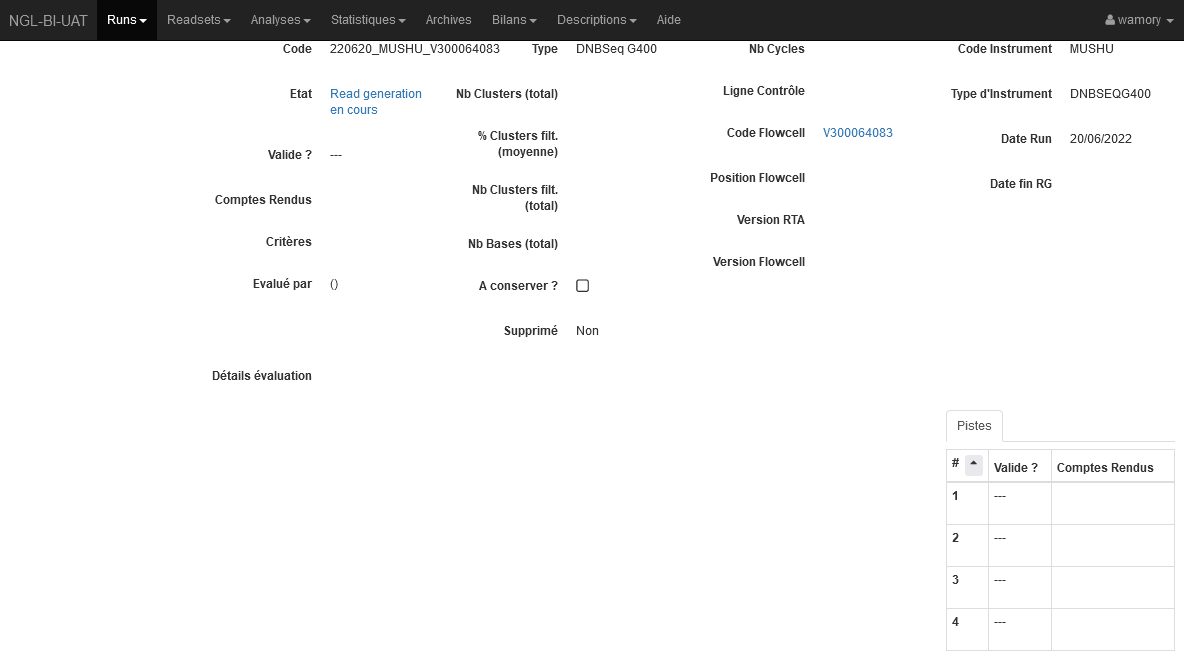 NGL-BI-UAT Runs Readsets Analyses Statistiques Archives Bilans Descriptions Aide wamory
Code 220620_MUSHU_V300064083 Type DNBSeq G400 Nb Cycles Code Instrument MUSHU
Etat Read generation en cours
Valide ? ---
Comptes Rendus
Critères
Evalué par ()
Détails évaluation
Nb Clusters (total)
% Clusters filt.
(moyenne)
Nb Clusters filt.
(total)
Nb Bases (total)
A conserver ?
Supprimé Non
Ligne Contrôle
Code Flowcell V300064083
Position Flowcell
Version RTA
Version Flowcell
Type d'Instrument DNBSEQG400
Date Run 20/06/2022
Date fin RG
Pistes
# Valide ? Comptes Rendus
1 ---
2 ---
3 ---
4 ---